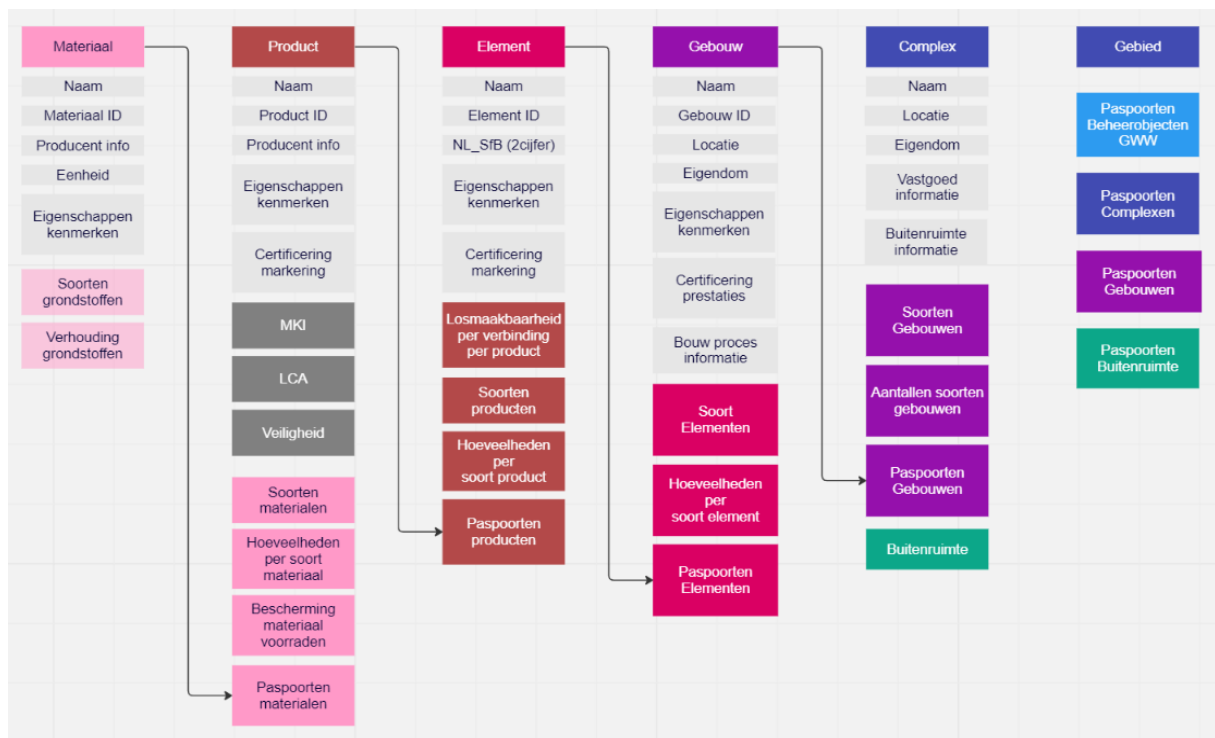 Materiaal
Naam
Materiaal ID
Producent info
Eenheid
Eigenschappen
kenmerken
Soorten
grondstoffen
Verhouding
grondstoffen
Product
Naam
Product ID
Producent info
Eigenschappen
kenmerken
Certificering
markering
MKI
LCA
Veiligheid
Soorten
materialen
Hoeveelheden
per soort
materiaal
Bescherming
materiaal
voorraden
Paspoorten
materialen
Element
Naam
Element ID
NL_SfB (2cijfer)
Eigenschappen
kenmerken
Certificering
markering
Losmaakbaarheid
per verbinding
per product
Soorten
producten
Hoeveelheden
per
soort product
Paspoorten
producten
Gebouw
Naam
Gebouw ID
Locatie
Eigendom
Eigenschappen
kenmerken
Certificering
prestaties
Bouw proces
informatie
Soort
Elementen
Hoeveelheden
per
soort element
Paspoorten
Elementen
Complex
Naam
Locatie
Eigendom
Vastgoed
informatie
Buitenruimte
informatie
Soorten
Gebouwen
Aantallen soorten
gebouwen
Paspoorten
Gebouwen
Buitenruimte
Gebied
Paspoorten
Beheerobjecten
GWW
Paspoorten
Complexen
Paspoorten
Gebouwen
Paspoorten
Buitenruimte